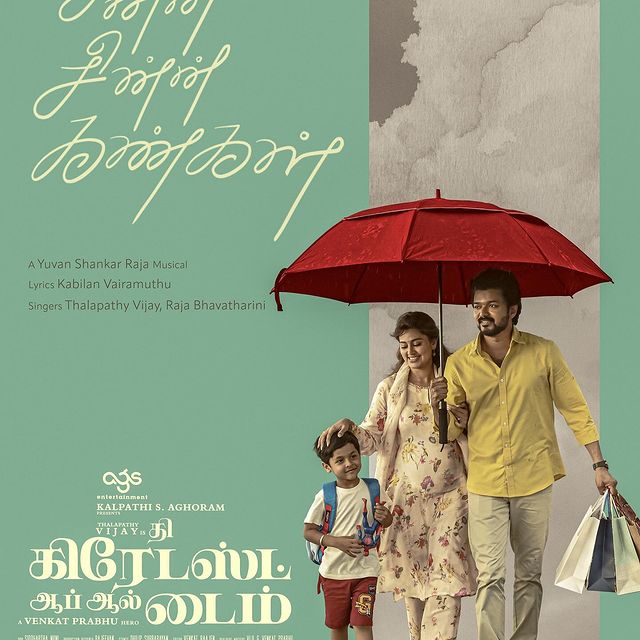 சின்ன
கண்கள்
A Yuvan Shankar Raja Musical
Lyrics Kabilan Vairamuthu
Singers Thalapathy Vijay, Raja Bhavatharini
ags
entertainment
KALPATHI S. AGHORAM
PRESENTS
THALAPATHY
VIJAY IS தி
கிரேடஸ்ட்
ஆப் ஆல் டைம்
A VENKAT PRABHU HERO